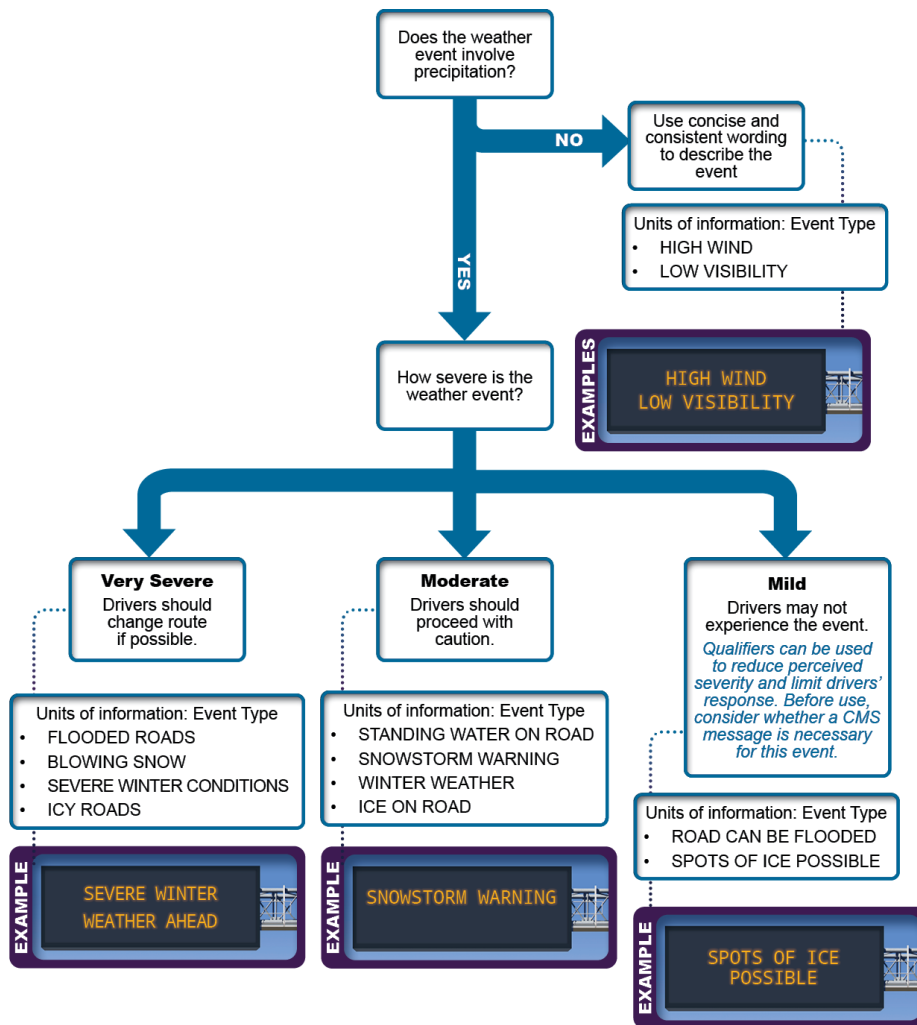 Does the weather
event involve
precipitation?
NO
Use concise and
consistent wording
to describe the
event
Units of information: Event Type
• HIGH WIND
• LOW VISIBILITY
EXAMPLES
HIGH WIND
LOW VISIBILITY
YES
How severe is the
weather event?
Very Severe
Drivers should
change route
if possible.
Units of information: Event Type
• FLOODED ROADS
• BLOWING SNOW
• SEVERE WINTER CONDITIONS
• ICY ROADS
EXAMPLE
SEVERE WINTER
WEATHER AHEAD
Moderate
Drivers should
proceed with
caution.
Units of information: Event Type
• STANDING WATER ON ROAD
• SNOWSTORM WARNING
• WINTER WEATHER
• ICE ON ROAD
EXAMPLE
SNOWSTORM WARNING
Mild
Drivers may not
experience the event.
Qualifiers can be used
to reduce perceived
severity and limit drivers'
response. Before use,
consider whether a CMS
message is necessary
for this event.
Units of information: Event Type
• ROAD CAN BE FLOODED
• SPOTS OF ICE POSSIBLE
EXAMPLE
SPOTS OF ICE
POSSIBLE